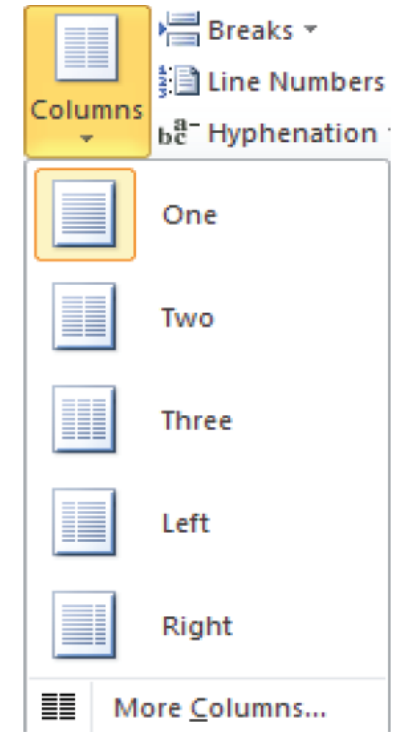 Breaks
Line Numbers
Columns
Hyphenation
One
Two
Three
Left
Right
More Columns...